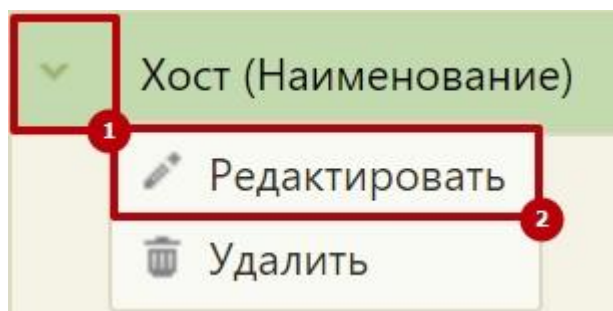 Хост (Наименование)
1
Редактировать
2
Удалить